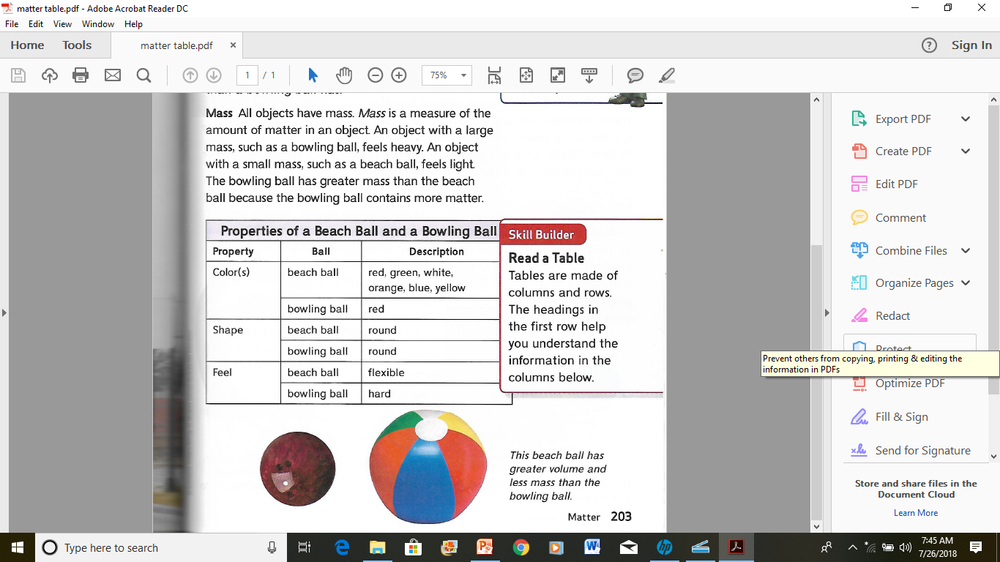 matter table.pdf - Adobe Acrobat Reader DC
File Edit View Window Help
Home Tools matter table.pdf × Sign In
1 / 1 75%
than a bowling ball has.
Mass All objects have mass. Mass is a measure of the
amount of matter in an object. An object with a large
mass, such as a bowling ball, feels heavy. An object
with a small mass, such as a beach ball, feels light.
The bowling ball has greater mass than the beach
ball because the bowling ball contains more matter.
Properties of a Beach Ball and a Bowling Ball
Property Ball Description
Color(s) beach ball red, green, white,
orange, blue, yellow
bowling ball red
Shape beach ball round
bowling ball round
Feel beach ball flexible
bowling ball hard
Skill Builder
Read a Table
Tables are made of
columns and rows.
The headings in
the first row help
you understand the
information in the
columns below.
This beach ball has
greater volume and
less mass than the
bowling ball.
Matter 203
Export PDF
Create PDF
Edit PDF
Comment
Combine Files
Organize Pages
Redact
Protect
Prevent others from copying, printing & editing the
information in PDFs
Optimize PDF
Fill & Sign
Send for Signature
Store and share files in the
Document Cloud
Learn More
Type here to search
7:45 AM
7/26/2018